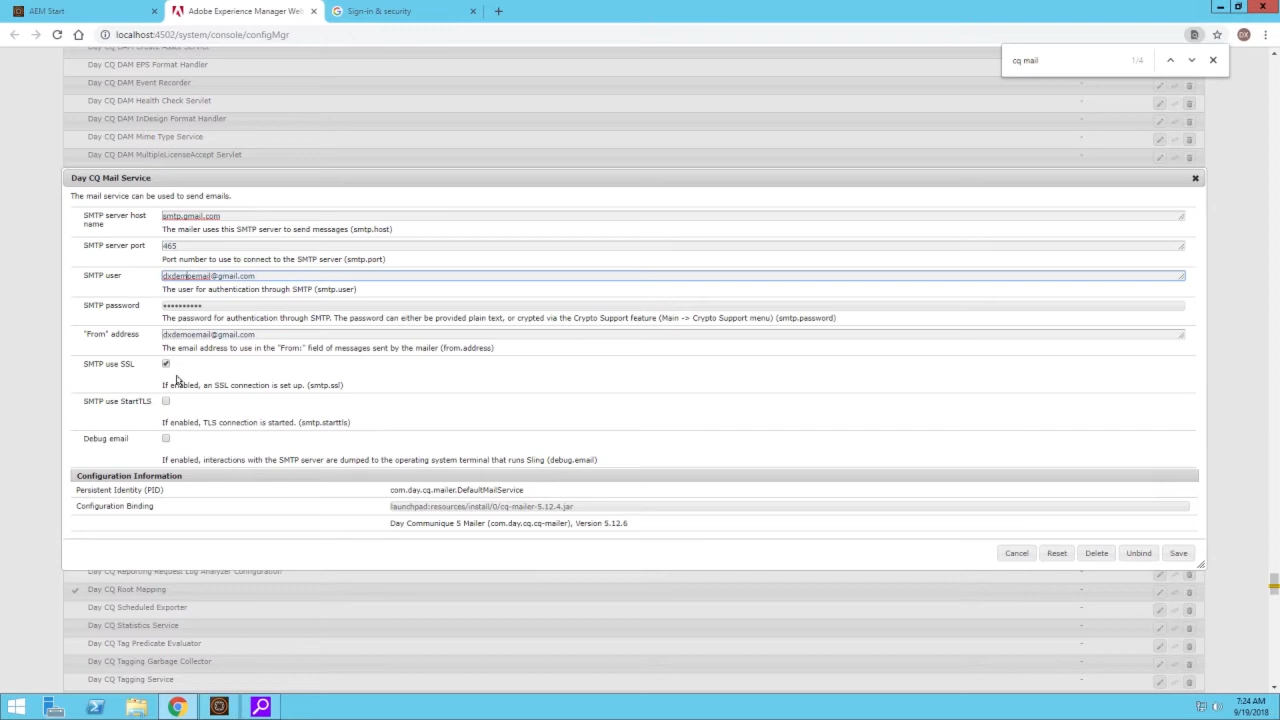 AEM Start
Adobe Experience Manager Web
Sign-in & security
localhost:4502/system/console/configMgr
DX
cq mail 1/4
Day CQ DAM Create Asset Servlet
Day CQ DAM EPS Format Handler
Day CQ DAM Event Recorder
Day CQ DAM Health Check Servlet
Day CQ DAM InDesign Format Handler
Day CQ DAM Mime Type Service
Day CQ DAM MultipleLicenseAccept Servlet
Day CQ Mail Service
The mail service can be used to send emails.
SMTP server host name
smtp.gmail.com
The mailer uses this SMTP server to send messages (smtp.host)
SMTP server port
465
Port number to use to connect to the SMTP server (smtp.port)
SMTP user
dxdemoemail@gmail.com
The user for authentication through SMTP (smtp.user)
SMTP password
••••••••••
The password for authentication through SMTP. The password can either be provided plain text, or crypted via the Crypto Support feature (Main -> Crypto Support menu) (smtp.password)
"From" address
dxdemoemail@gmail.com
The email address to use in the "From:" field of messages sent by the mailer (from.address)
SMTP use SSL
If enabled, an SSL connection is set up. (smtp.ssl)
SMTP use StartTLS
If enabled, TLS connection is started. (smtp.starttls)
Debug email
If enabled, interactions with the SMTP server are dumped to the operating system terminal that runs Sling (debug.email)
Configuration Information
Persistent Identity (PID) com.day.cq.mailer.DefaultMailService
Configuration Binding launchpad:resources/install/0/cq-mailer-5.12.4.jar
Day Communique 5 Mailer (com.day.cq.cq-mailer), Version 5.12.6
Cancel Reset Delete Unbind Save
Day CQ Reporting Request Log Analyzer Configuration
Day CQ Root Mapping
Day CQ Scheduled Exporter
Day CQ Statistics Service
Day CQ Tag Predicate Evaluator
Day CQ Tagging Garbage Collector
Day CQ Tagging Service
7:24 AM
9/19/2018